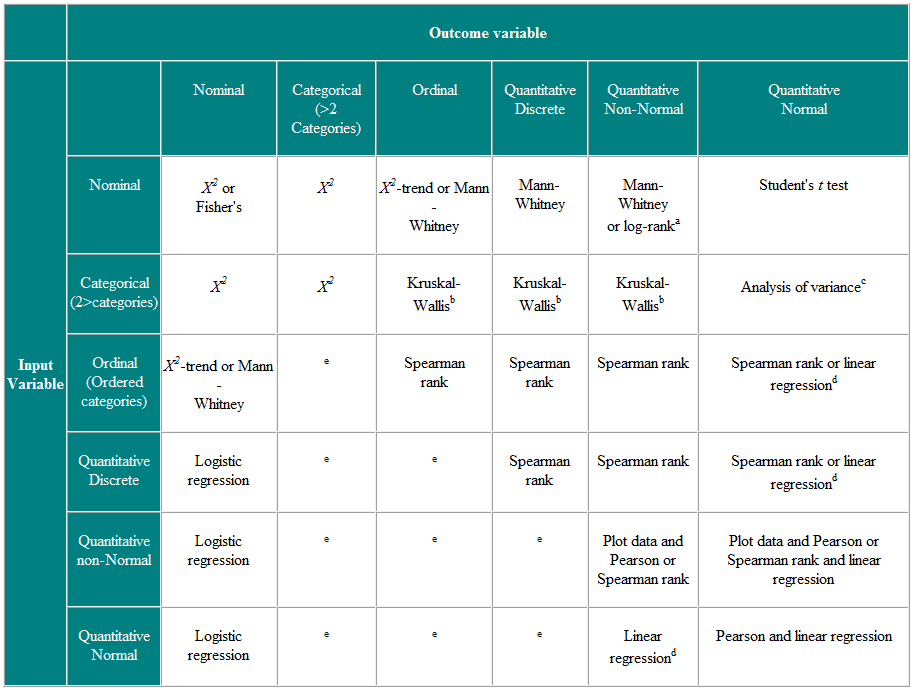 Outcome variable
Nominal
Categorical
(>2
Categories)
Ordinal
Quantitative
Discrete
Quantitative
Non-Normal
Quantitative
Normal
Input
Variable
Nominal
X² or
Fisher's
X²
X²-trend or Mann
-
Whitney
Mann-
Whitney
Mann-
Whitney
or log-rankᵃ
Student's t test
Categorical
(2>categories)
X²
X²
Kruskal-
Wallisᵇ
Kruskal-
Wallisᵇ
Kruskal-
Wallisᵇ
Analysis of varianceᶜ
Ordinal
(Ordered
categories)
X²-trend or Mann
-
Whitney
e
Spearman
rank
Spearman
rank
Spearman rank
Spearman rank or linear
regressionᵈ
Quantitative
Discrete
Logistic
regression
e
e
Spearman
rank
Spearman rank
Spearman rank or linear
regressionᵈ
Quantitative
non-Normal
Logistic
regression
e
e
e
Plot data and
Pearson or
Spearman rank
Plot data and Pearson or
Spearman rank and linear
regression
Quantitative
Normal
Logistic
regression
e
e
e
Linear
regressionᵈ
Pearson and linear regression